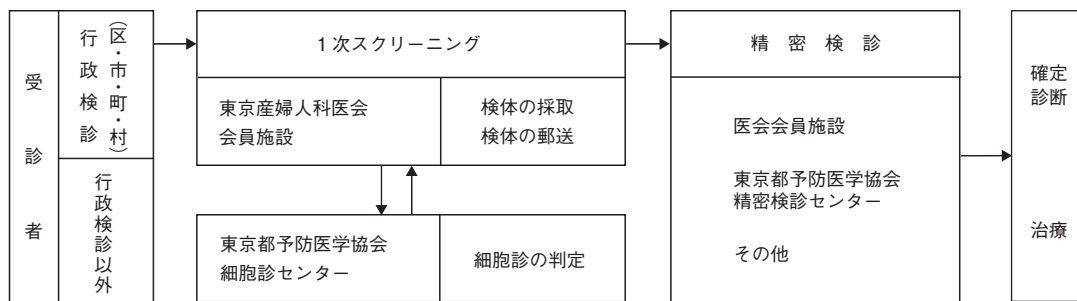 受診者
行政検診
（区・市・町・村）
行政検診以外
1次スクリーニング
東京産婦人科医会
会員施設
検体の採取
検体の郵送
東京都予防医学協会
細胞診センター
細胞診の判定
精密検診
医会会員施設
東京都予防医学協会
精密検診センター
その他
確定
診断
治療